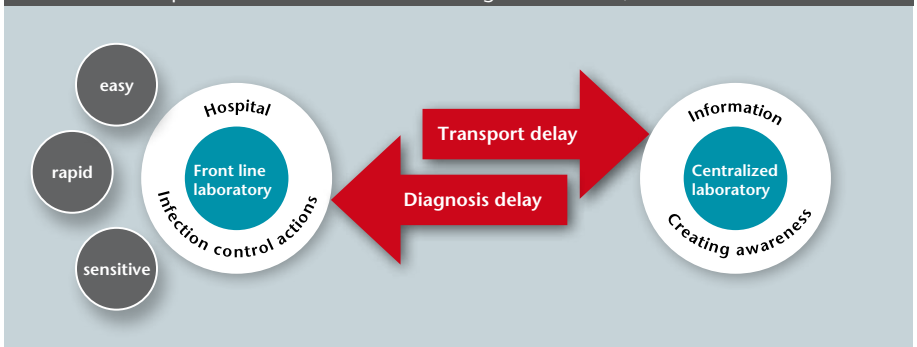 easy
rapid
sensitive
Hospital
Front line
laboratory
Infection control actions
Transport delay
Diagnosis delay
Information
Centralized
laboratory
Creating awareness